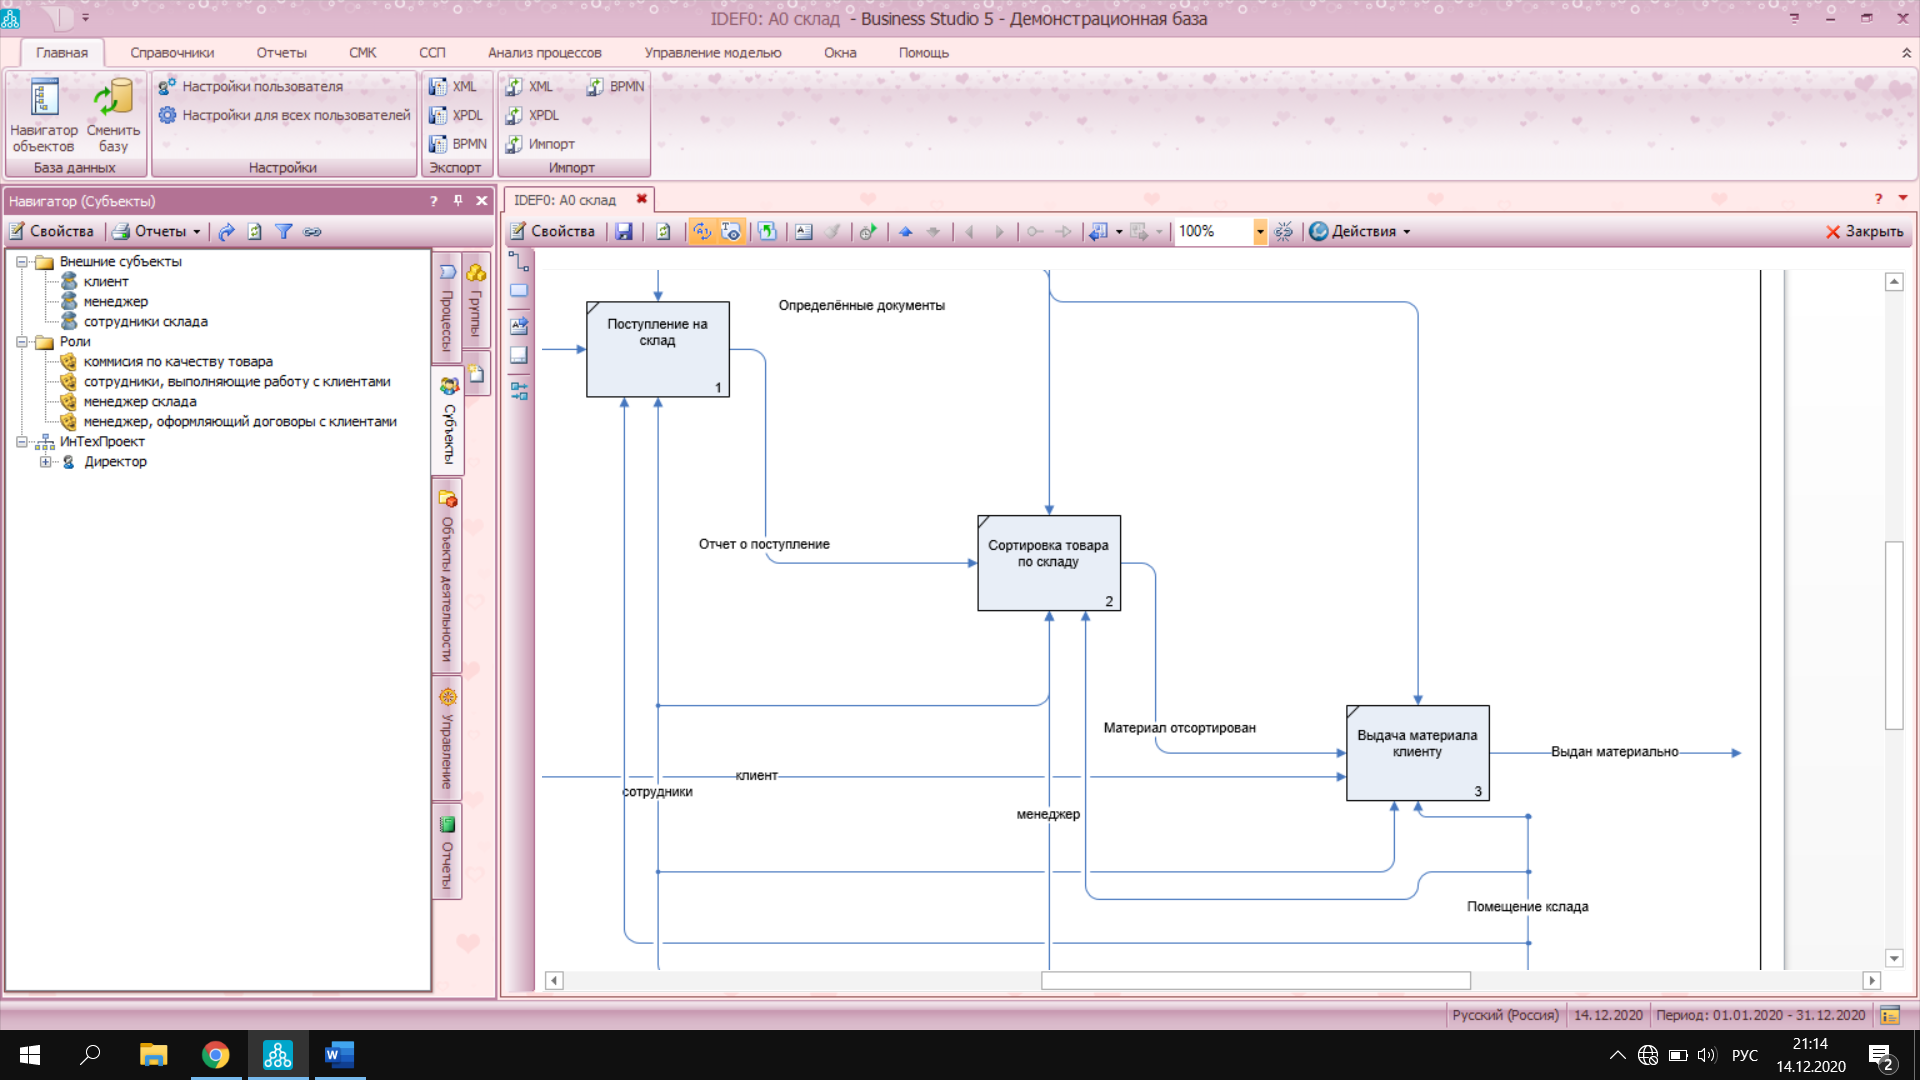 IDEF0: A0 склад - Business Studio 5 - Демонстрационная база
Главная
Справочники
Отчеты
СМК
ССП
Анализ процессов
Управление моделью
Окна
Помощь
Навигатор объектов
Сменить базу
База данных
Настройки пользователя
Настройки для всех пользователей
Настройки
XML
XPDL
BPMN
Экспорт
XML
BPMN
XPDL
Импорт
Импорт
Навигатор (Субъекты)
Свойства
Отчеты
Внешние субъекты
клиент
менеджер
сотрудники склада
Роли
коммисия по качеству товара
сотрудники, выполняющие работу с клиентами
менеджер склада
менеджер, оформляющий договоры с клиентами
ИнТехПроект
Директор
Процессы
Группы
Субъекты
Объекты деятельности
Управление
Отчеты
IDEF0: A0 склад
Свойства
100%
Действия
Закрыть
Определённые документы
Поступление на
склад
1
Отчет о поступление
Сортировка товара
по складу
2
Материал отсортирован
Выдача материала
клиенту
3
Выдан материально
клиент
сотрудники
менеджер
Помещение кслада
Русский (Россия)
14.12.2020
Период: 01.01.2020 - 31.12.2020
РУС
21:14
14.12.2020
2